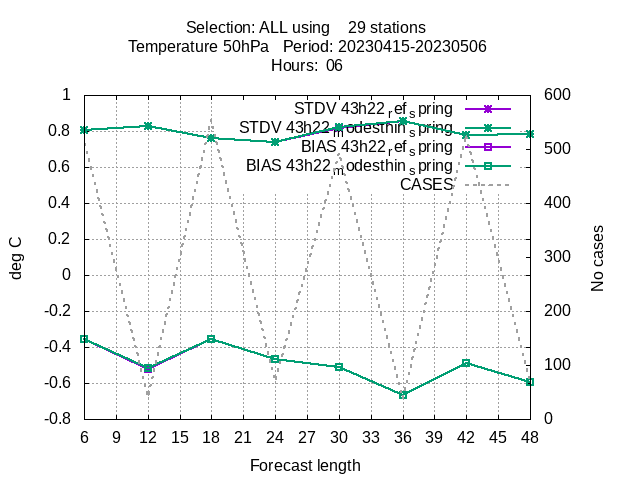 Selection: ALL using    29 stations
Temperature 50hPa   Period: 20230415-20230506
Hours:  06
1
0.8
0.6
0.4
0.2
0
-0.2
-0.4
-0.6
-0.8
deg C
STDV 43h22_ref_spring
STDV 43h22_modesthin_spring
BIAS 43h22_ref_spring
BIAS 43h22_modesthin_spring
CASES
600
500
400
300
200
100
0
No cases
6 9 12 15 18 21 24 27 30 33 36 39 42 45 48
Forecast length